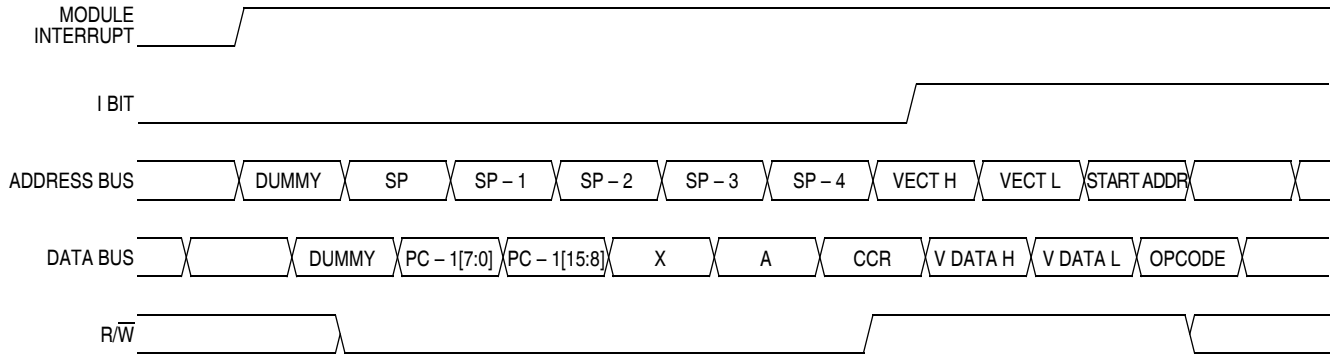 MODULE
INTERRUPT
I BIT
ADDRESS BUS DUMMY SP SP – 1 SP – 2 SP – 3 SP – 4 VECT H VECT L START ADDR
DATA BUS DUMMY PC – 1[7:0] PC – 1[15:8] X A CCR V DATA H V DATA L OPCODE
R/W̅